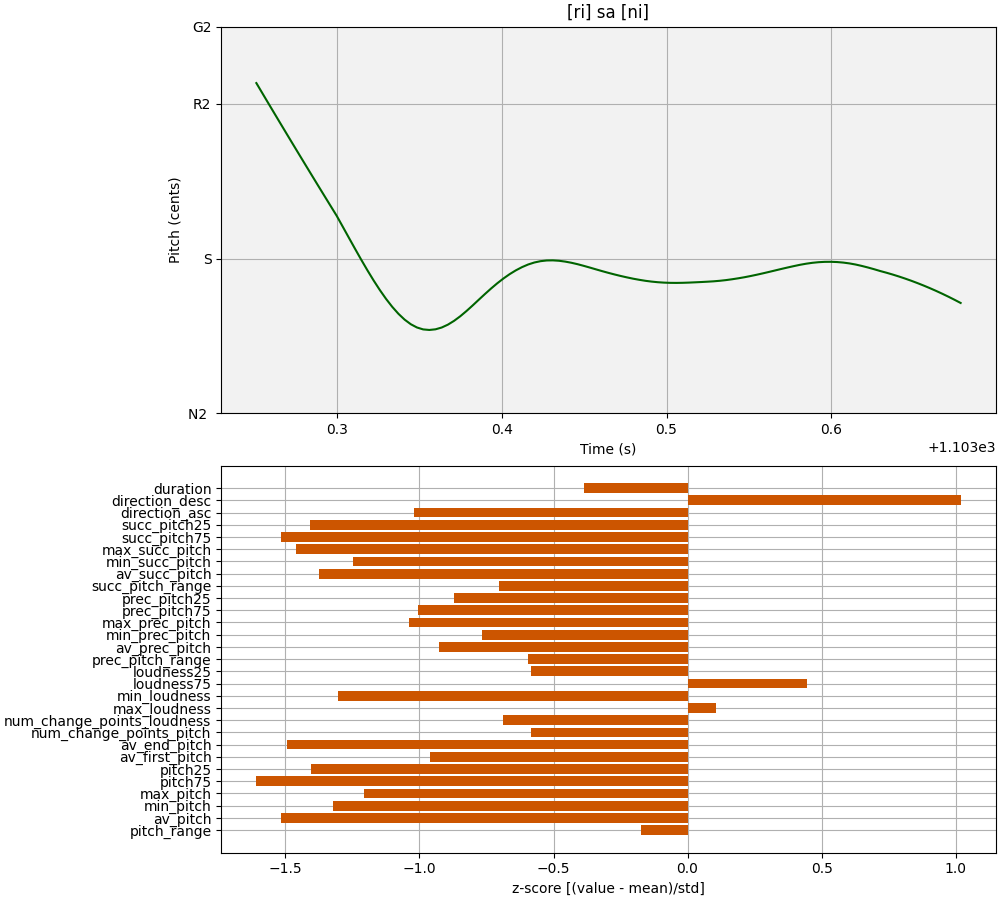 [ri] sa [ni]
G2
R2
S
N2
Pitch (cents)
0.3 0.4 0.5 0.6
Time (s)
+1.103e3
duration
direction_desc
direction_asc
succ_pitch25
succ_pitch75
max_succ_pitch
min_succ_pitch
av_succ_pitch
succ_pitch_range
prec_pitch25
prec_pitch75
max_prec_pitch
min_prec_pitch
av_prec_pitch
prec_pitch_range
loudness25
loudness75
min_loudness
max_loudness
num_change_points_loudness
num_change_points_pitch
av_end_pitch
av_first_pitch
pitch25
pitch75
max_pitch
min_pitch
av_pitch
pitch_range
−1.5 −1.0 −0.5 0.0 0.5 1.0
z-score [(value - mean)/std]